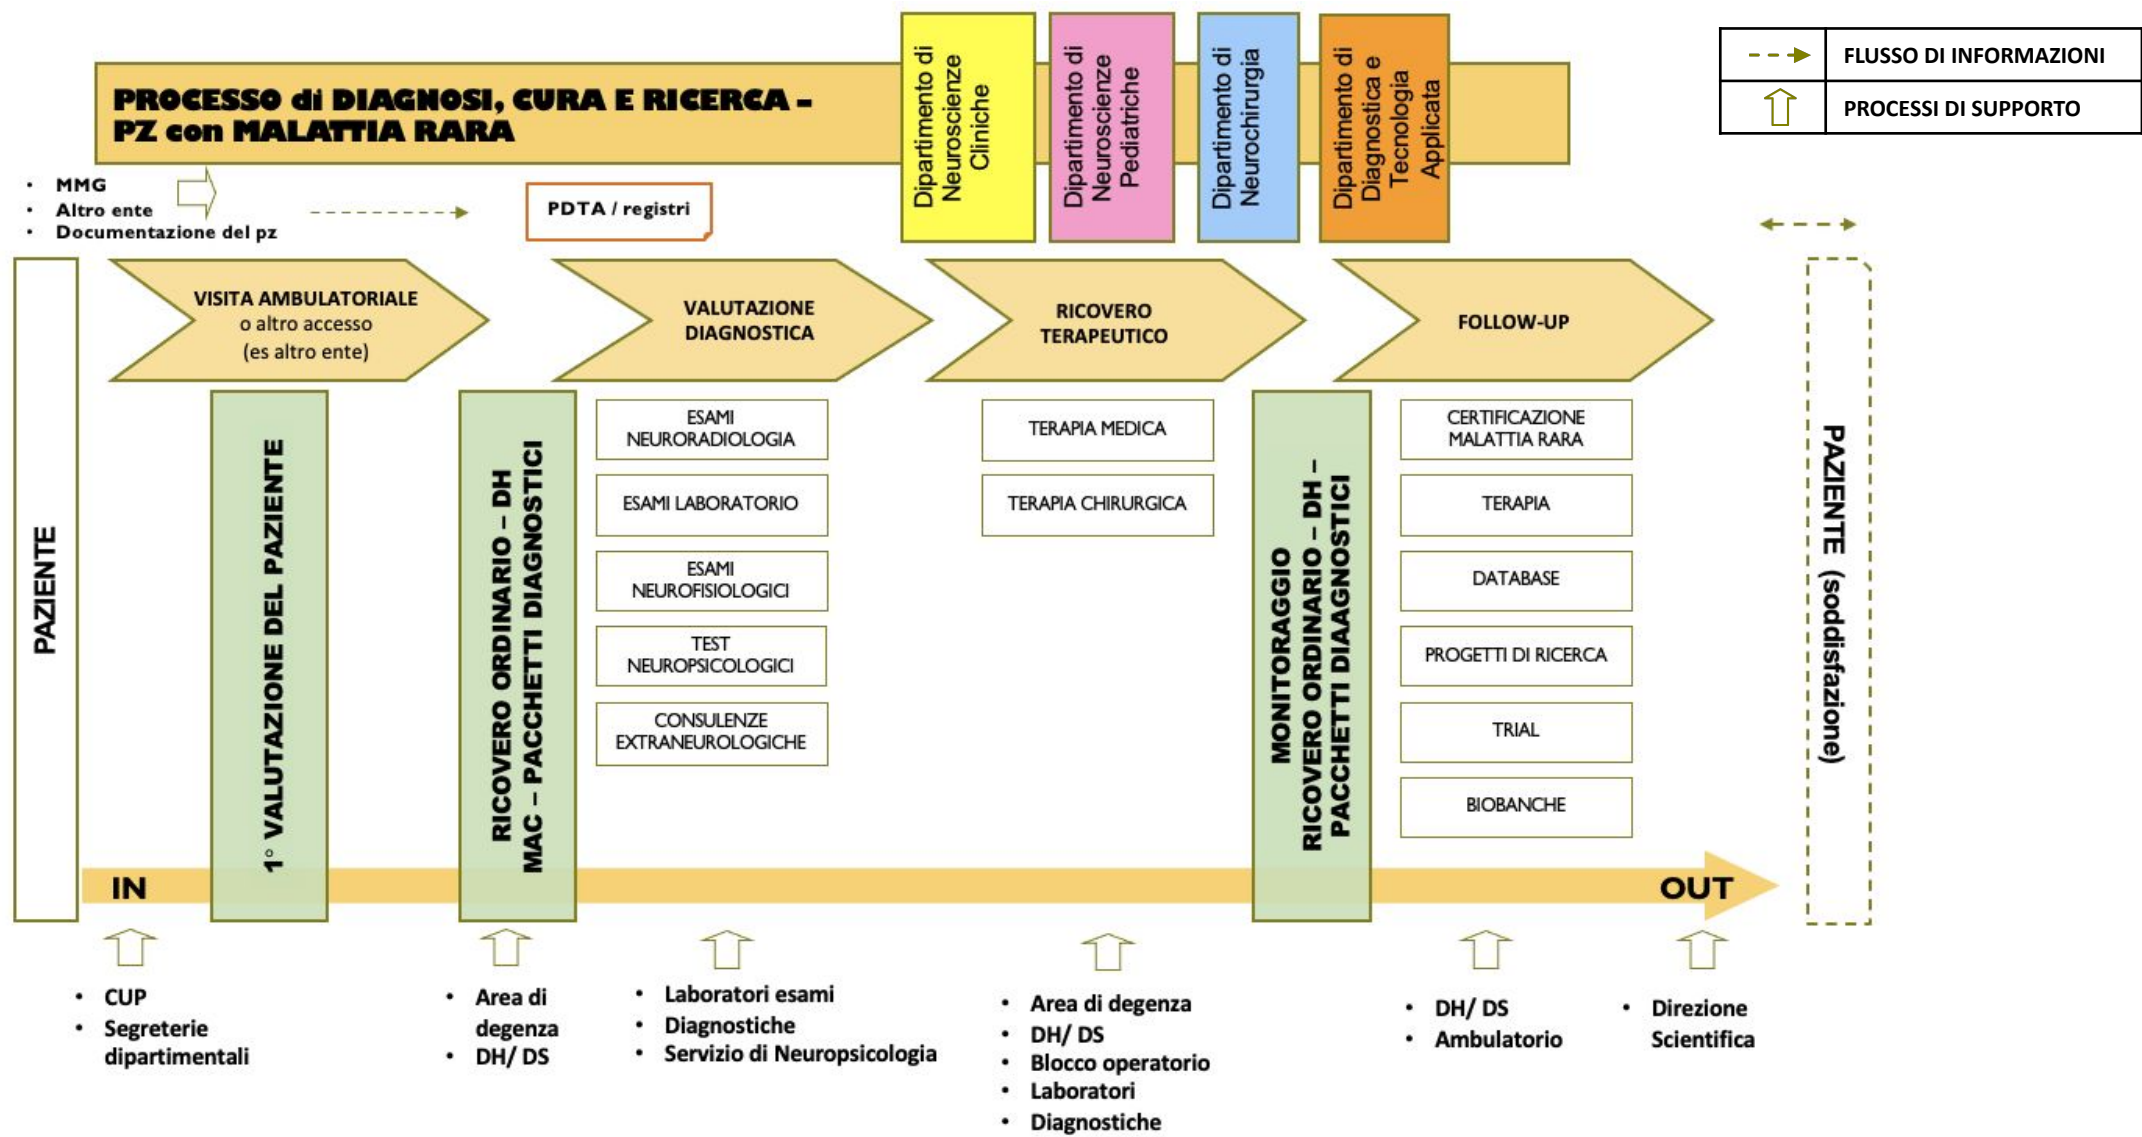 PROCESSO di DIAGNOSI, CURA E RICERCA –
PZ con MALATTIA RARA
Dipartimento di
Neuroscienze
Cliniche
Dipartimento di
Neuroscienze
Pediatriche
Dipartimento di
Neurochirurgia
Dipartimento di
Diagnostica e
Tecnologia
Applicata
FLUSSO DI INFORMAZIONI
PROCESSI DI SUPPORTO
• MMG
• Altro ente
• Documentazione del pz
PDTA / registri
PAZIENTE
VISITA AMBULATORIALE
o altro accesso
(es altro ente)
VALUTAZIONE
DIAGNOSTICA
RICOVERO
TERAPEUTICO
FOLLOW-UP
1° VALUTAZIONE DEL PAZIENTE
RICOVERO ORDINARIO – DH
MAC – PACCHETTI DIAGNOSTICI
ESAMI
NEURORADIOLOGIA
ESAMI LABORATORIO
ESAMI
NEUROFISIOLOGICI
TEST
NEUROPSICOLOGICI
CONSULENZE
EXTRANEUROLOGICHE
TERAPIA MEDICA
TERAPIA CHIRURGICA
MONITORAGGIO
RICOVERO ORDINARIO – DH –
PACCHETTI DIAAGNOSTICI
CERTIFICAZIONE
MALATTIA RARA
TERAPIA
DATABASE
PROGETTI DI RICERCA
TRIAL
BIOBANCHE
PAZIENTE (soddisfazione)
IN
OUT
• CUP
• Segreterie
dipartimentali
• Area di
degenza
• DH/ DS
• Laboratori esami
• Diagnostiche
• Servizio di Neuropsicologia
• Area di degenza
• DH/ DS
• Blocco operatorio
• Laboratori
• Diagnostiche
• DH/ DS
• Ambulatorio
• Direzione
Scientifica